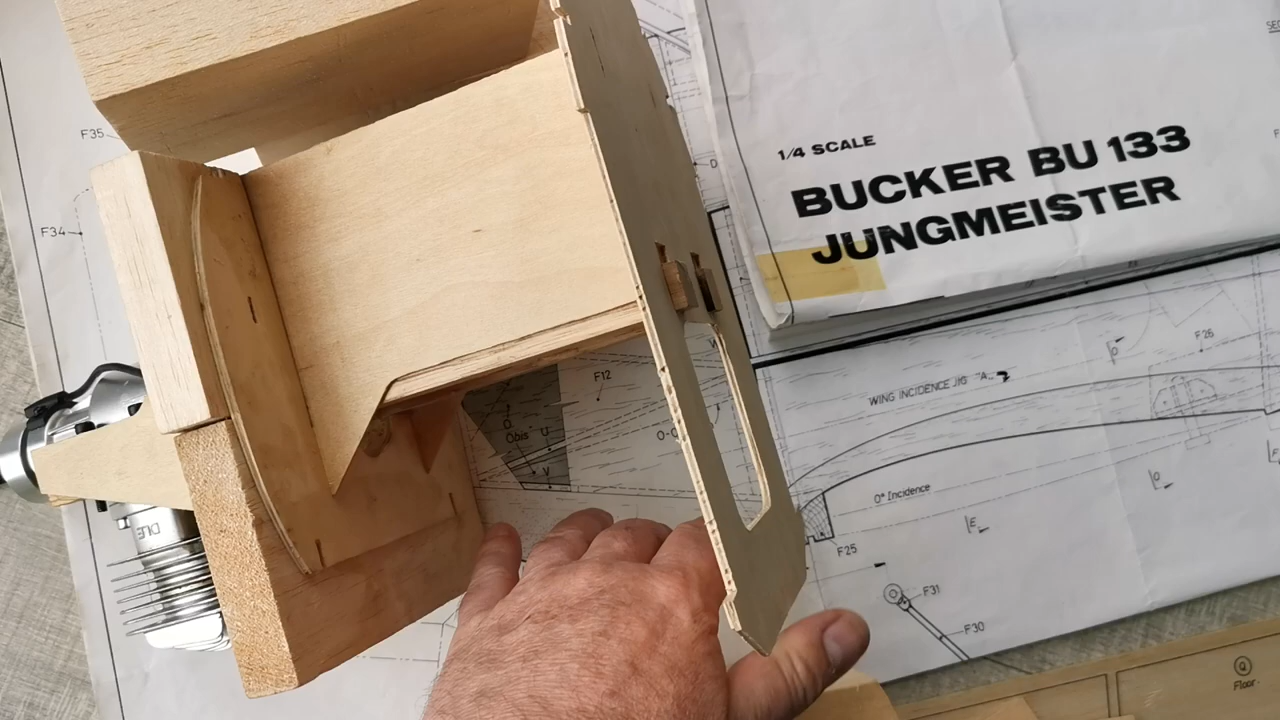 1/4 SCALE
BUCKER BU 133
JUNGMEISTER
F35
F34
F12
F26
WING INCIDENCE JIG "A"
0° Incidence
F25
F31
F30
DLE
Floor.